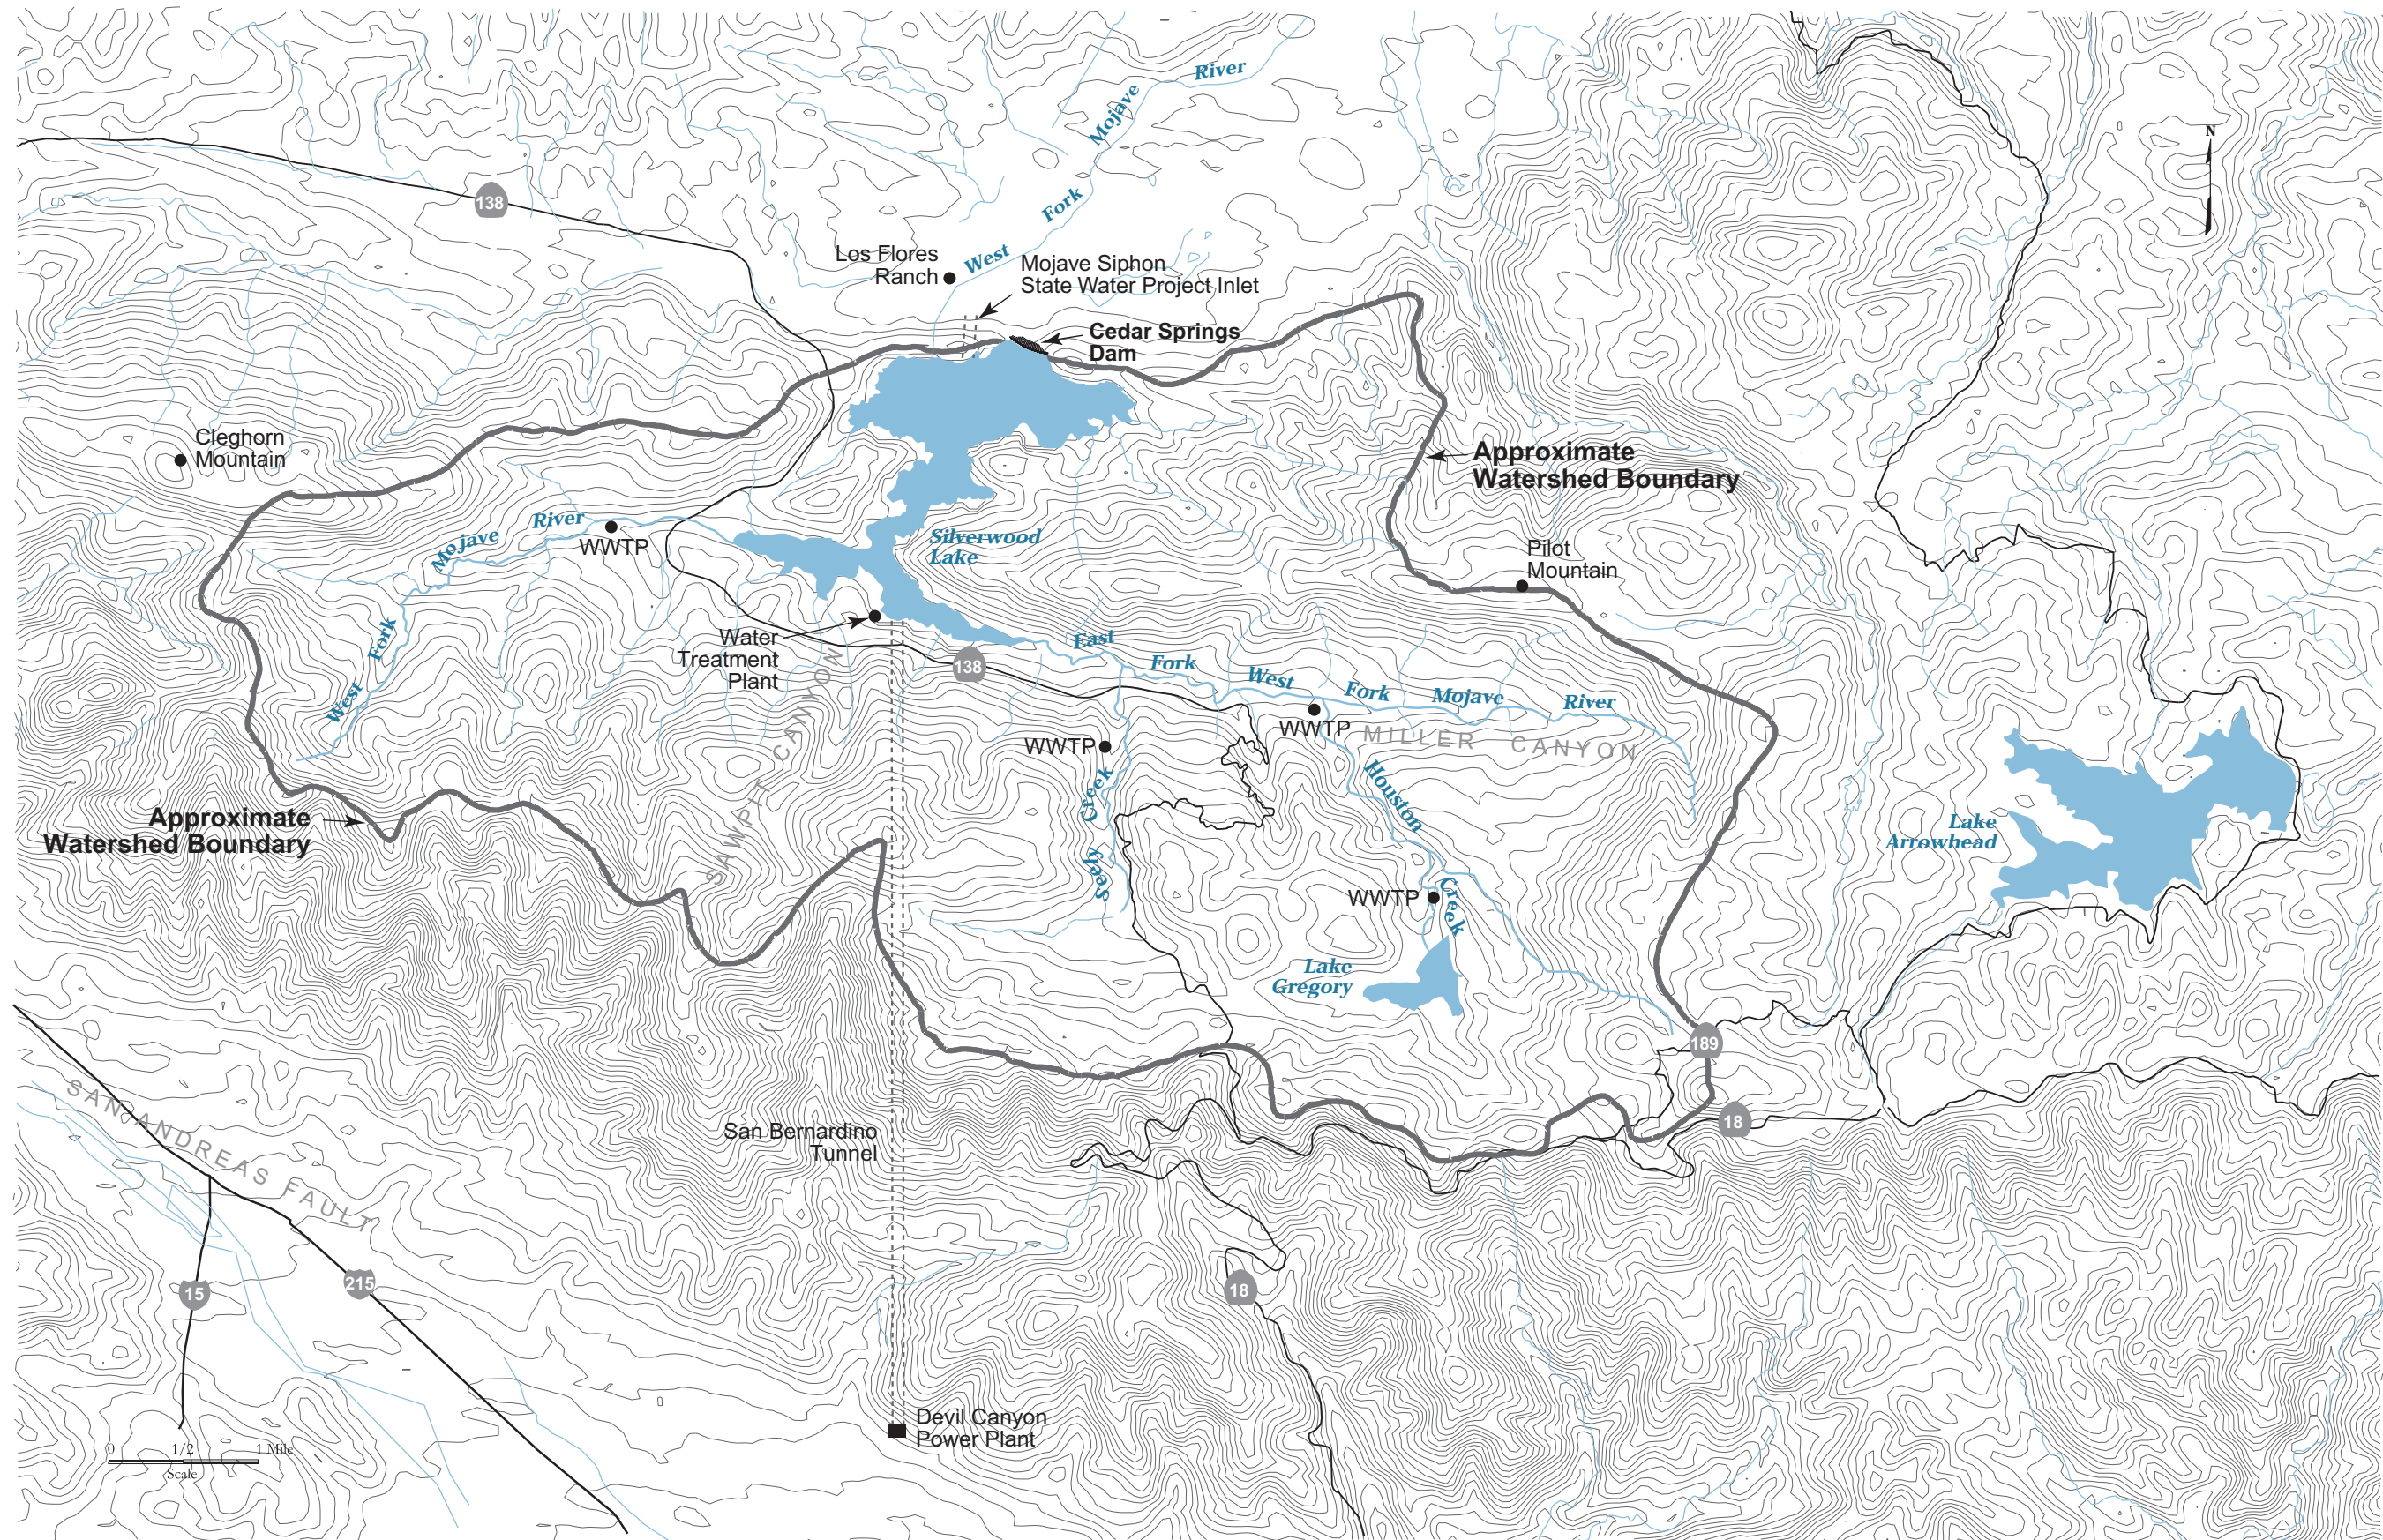 River
Mojave
Fork
West
N
138
Los Flores
Ranch
Mojave Siphon
State Water Project Inlet
Cedar Springs
Dam
Cleghorn
Mountain
Approximate
Watershed Boundary
River
Mojave
Fork
West
WWTP
Silverwood
Lake
Pilot
Mountain
Water
Treatment
Plant
138
East
Fork
West
Fork
Mojave
River
WWTP
MILLER CANYON
WWTP
SAWPIT CANYON
Seely Creek
Houston
Creek
WWTP
Lake
Arrowhead
Approximate
Watershed Boundary
Lake
Gregory
189
18
SAN ANDREAS FAULT
San Bernardino
Tunnel
15
215
18
Devil Canyon
Power Plant
0 1/2 1 Mile
Scale